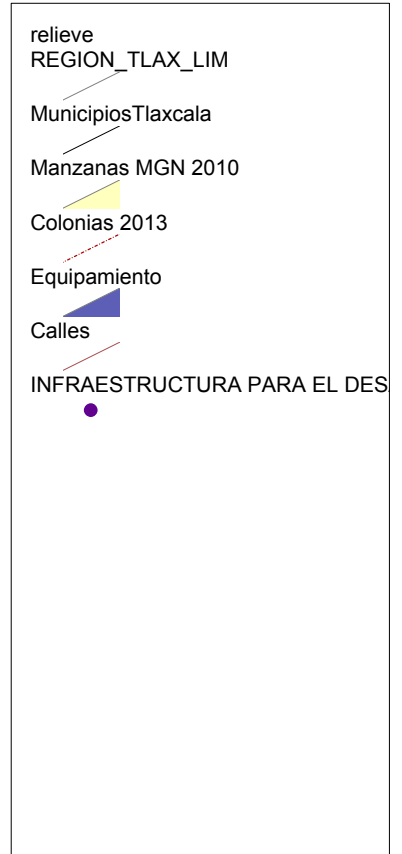 relieve
REGION_TLAX_LIM
MunicipiosTlaxcala
Manzanas MGN 2010
Colonias 2013
Equipamiento
Calles
INFRAESTRUCTURA PARA EL DES